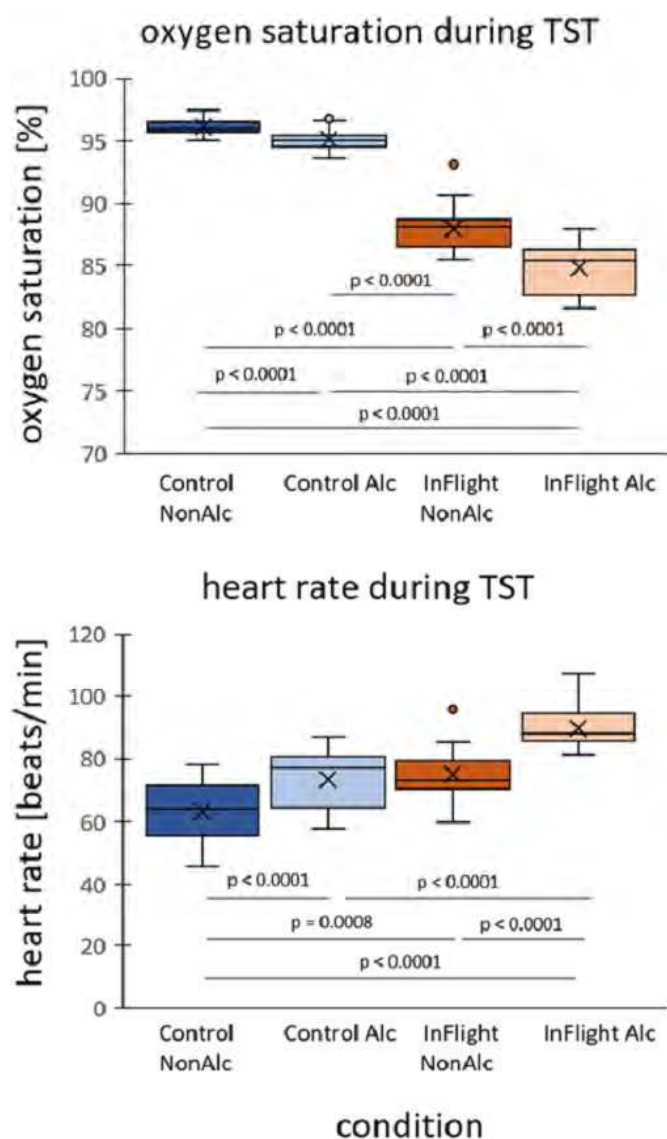 oxygen saturation during TST
oxygen saturation [%]
100
95
90
85
80
75
70
p < 0.0001
p < 0.0001
p < 0.0001
p < 0.0001
p < 0.0001
p < 0.0001
Control NonAlc
Control Alc
InFlight NonAlc
InFlight Alc
heart rate during TST
heart rate [beats/min]
120
100
80
60
40
20
0
p < 0.0001
p < 0.0001
p = 0.0008
p < 0.0001
p < 0.0001
Control NonAlc
Control Alc
InFlight NonAlc
InFlight Alc
condition